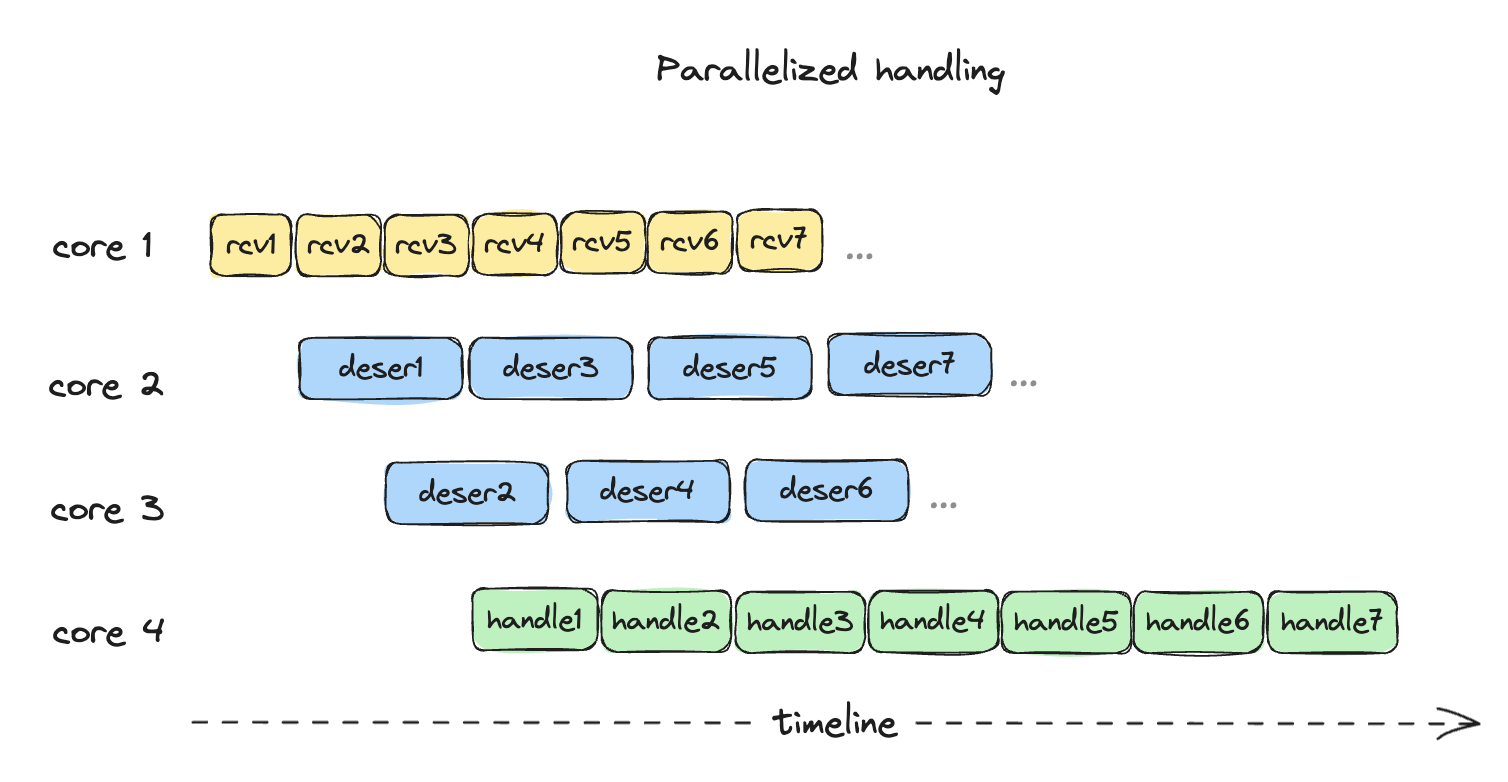 Parallelized handling
core 1 rcv1 rcv2 rcv3 rcv4 rcv5 rcv6 rcv7 ...
core 2 deser1 deser3 deser5 deser7 ...
core 3 deser2 deser4 deser6 ...
core 4 handle1 handle2 handle3 handle4 handle5 handle6 handle7
timeline